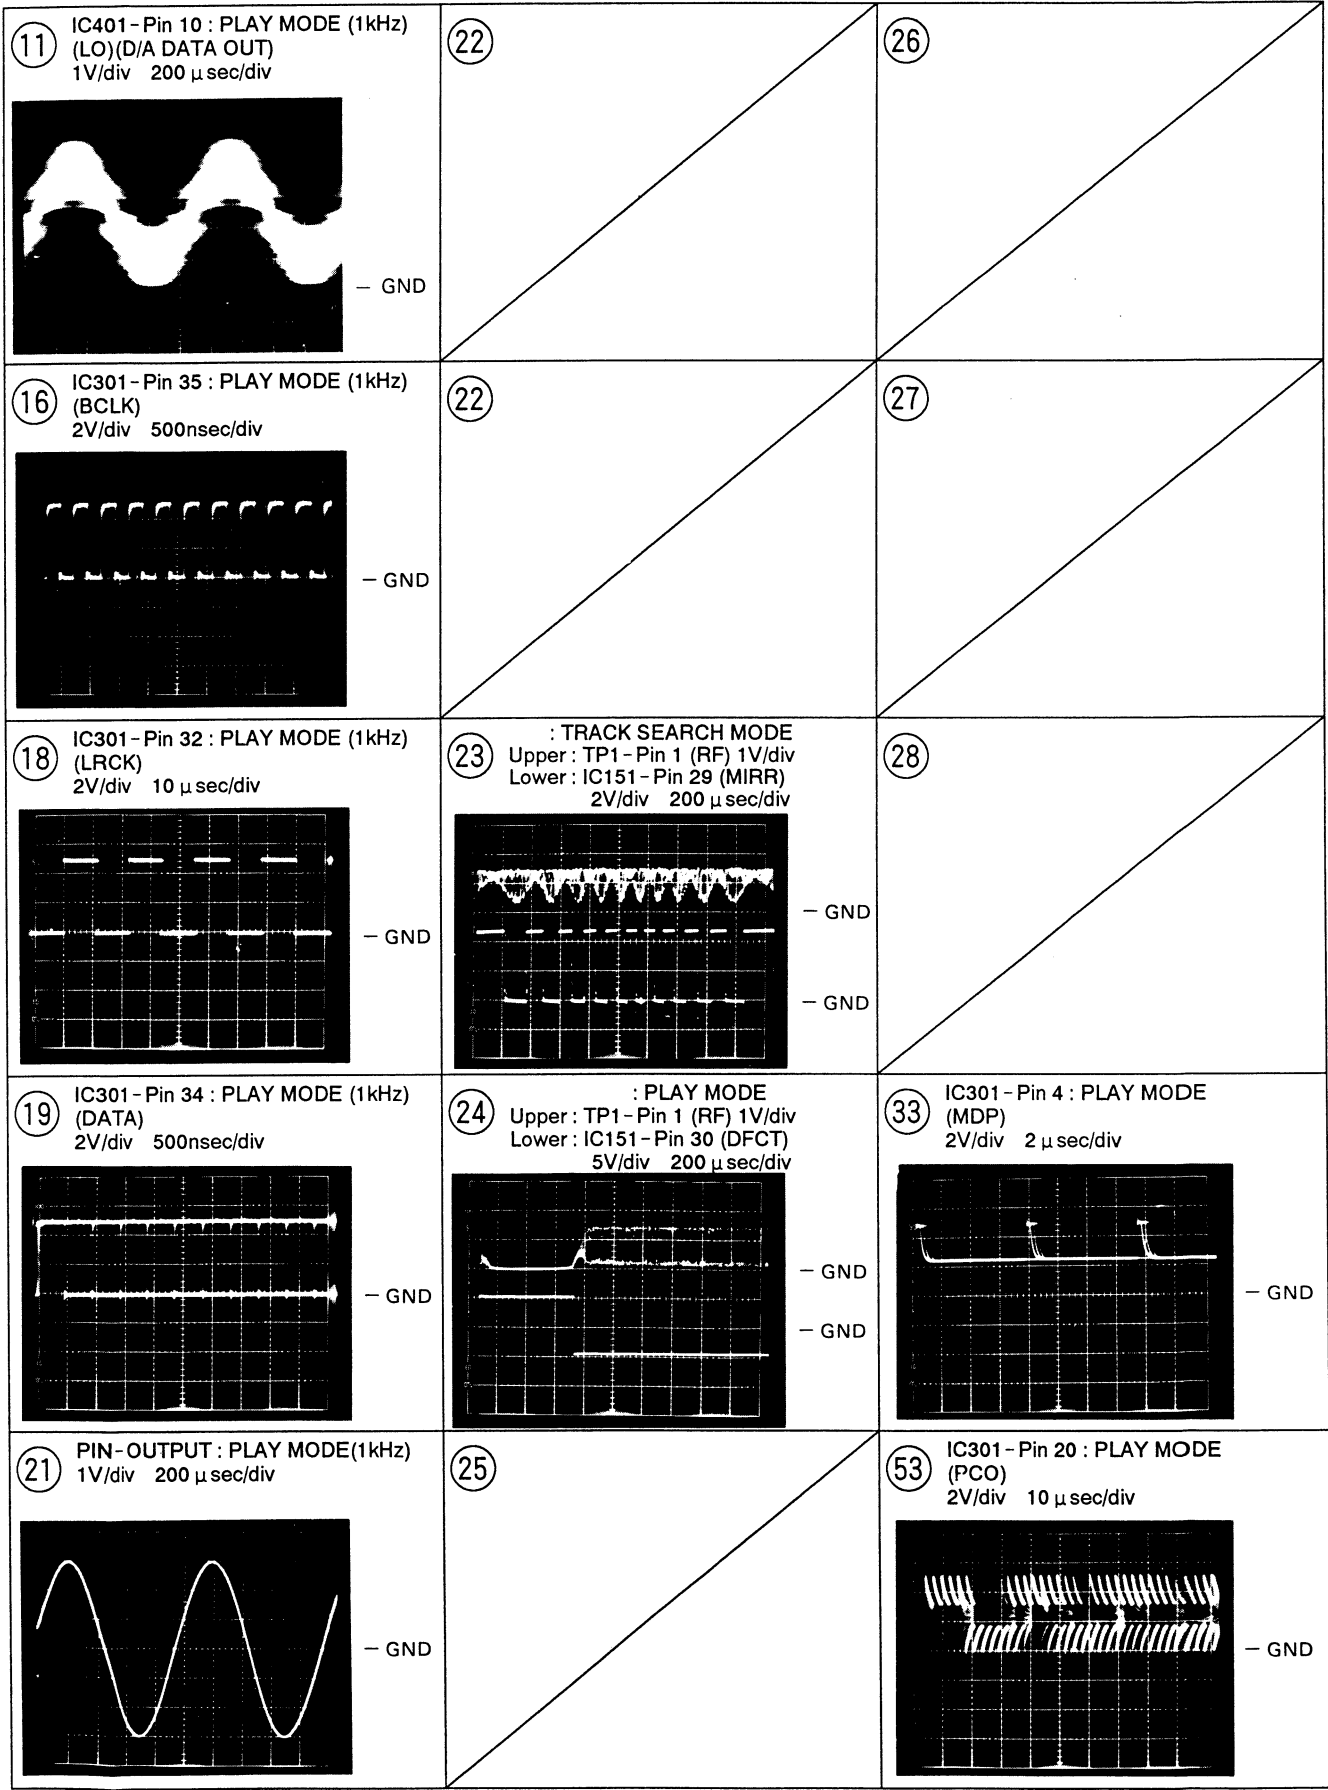 11
IC401-Pin 10 : PLAY MODE (1kHz)
(LO)(D/A DATA OUT)
1V/div 200 μsec/div
– GND
22
26
16
IC301-Pin 35 : PLAY MODE (1kHz)
(BCLK)
2V/div 500nsec/div
– GND
22
27
18
IC301-Pin 32 : PLAY MODE (1kHz)
(LRCK)
2V/div 10 μsec/div
– GND
23
: TRACK SEARCH MODE
Upper : TP1-Pin 1 (RF) 1V/div
Lower : IC151-Pin 29 (MIRR)
2V/div 200 μsec/div
– GND
– GND
28
19
IC301-Pin 34 : PLAY MODE (1kHz)
(DATA)
2V/div 500nsec/div
– GND
24
: PLAY MODE
Upper : TP1-Pin 1 (RF) 1V/div
Lower : IC151-Pin 30 (DFCT)
5V/div 200 μsec/div
– GND
– GND
33
IC301-Pin 4 : PLAY MODE
(MDP)
2V/div 2 μsec/div
– GND
21
PIN-OUTPUT : PLAY MODE(1kHz)
1V/div 200 μsec/div
– GND
25
53
IC301-Pin 20 : PLAY MODE
(PCO)
2V/div 10 μsec/div
– GND